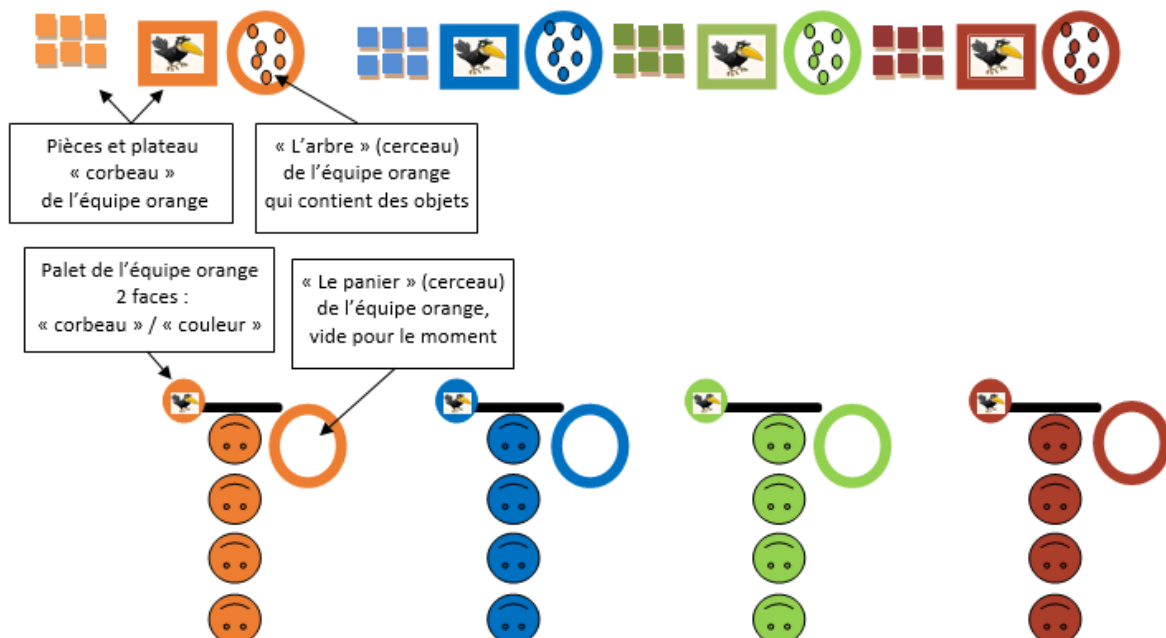 Pièces et plateau
« corbeau »
de l’équipe orange
« L’arbre » (cerceau)
de l’équipe orange
qui contient des objets
Palet de l’équipe orange
2 faces :
« corbeau » / « couleur »
« Le panier » (cerceau)
de l’équipe orange,
vide pour le moment